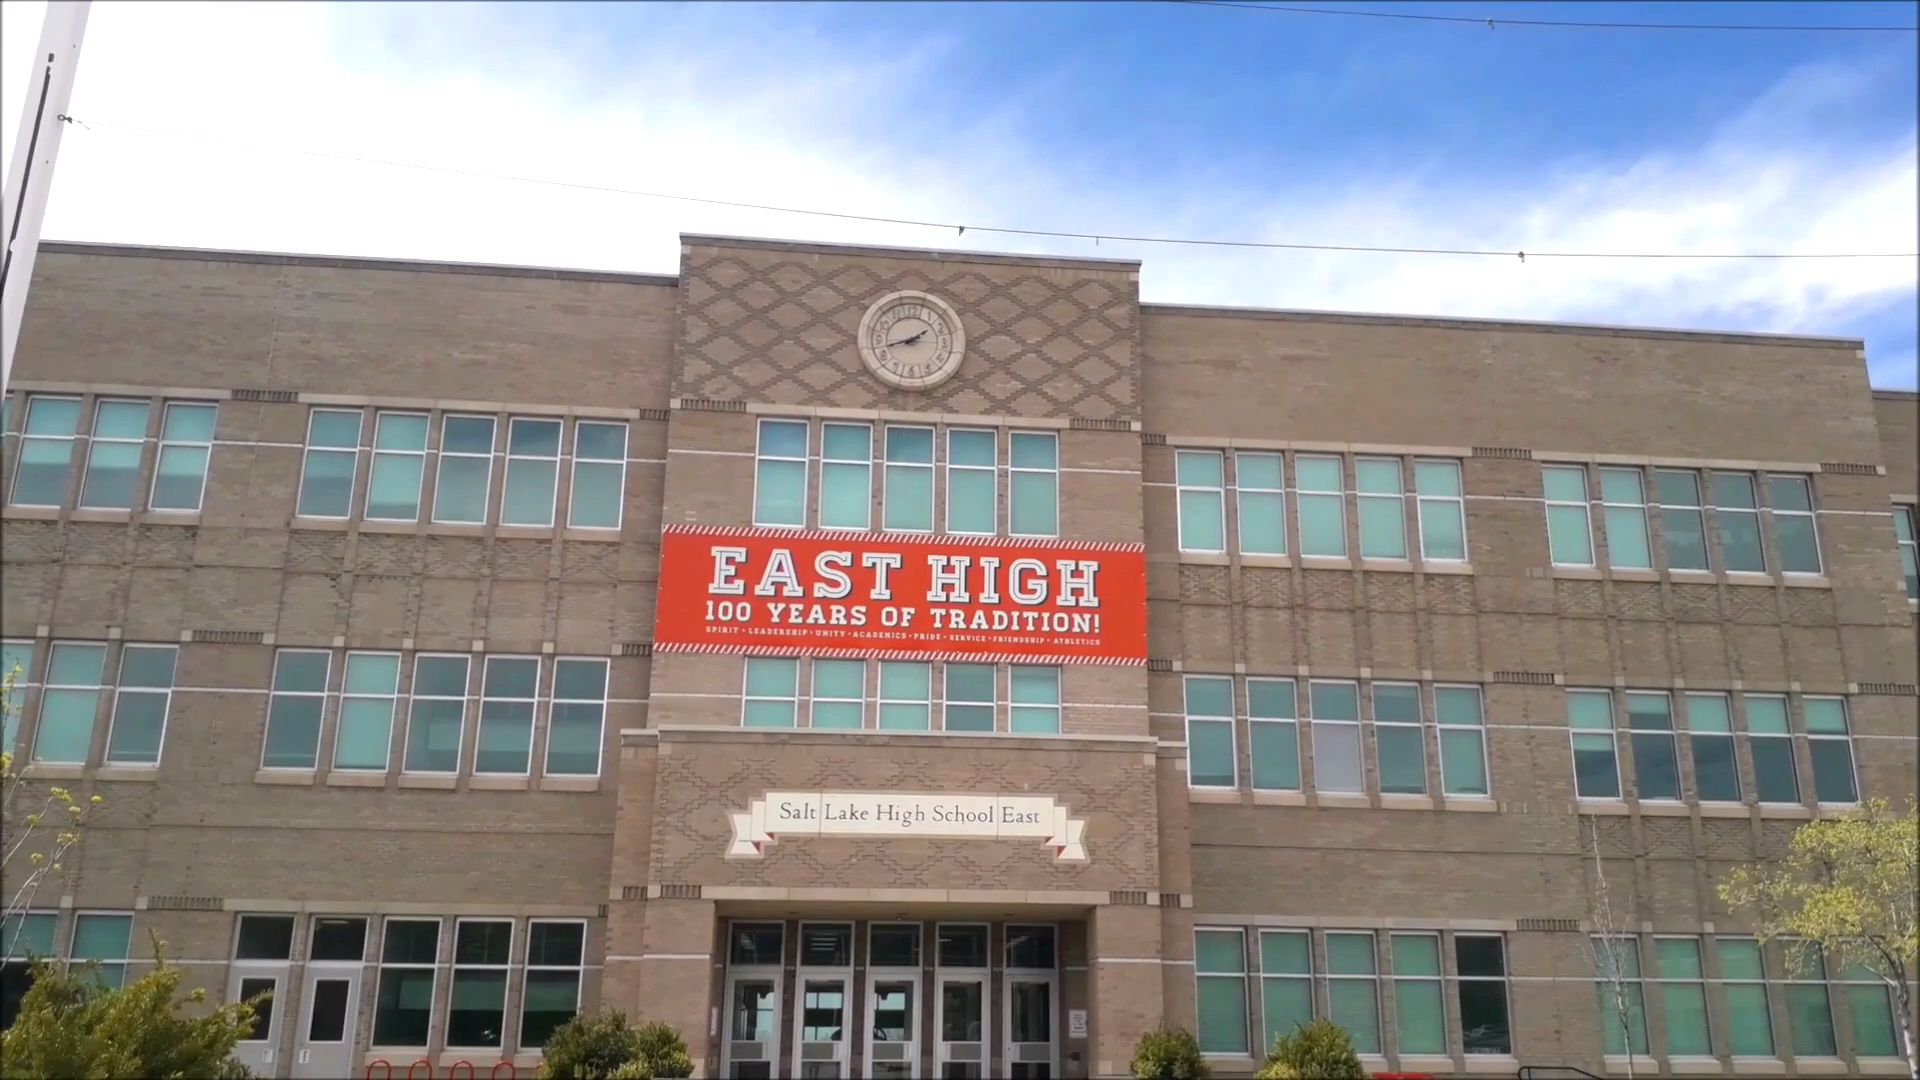 EAST HIGH
100 YEARS OF TRADITION!
SPIRIT • LEADERSHIP • UNITY • ACADEMICS • PRIDE • SERVICE • FRIENDSHIP • ATHLETICS
Salt Lake High School East